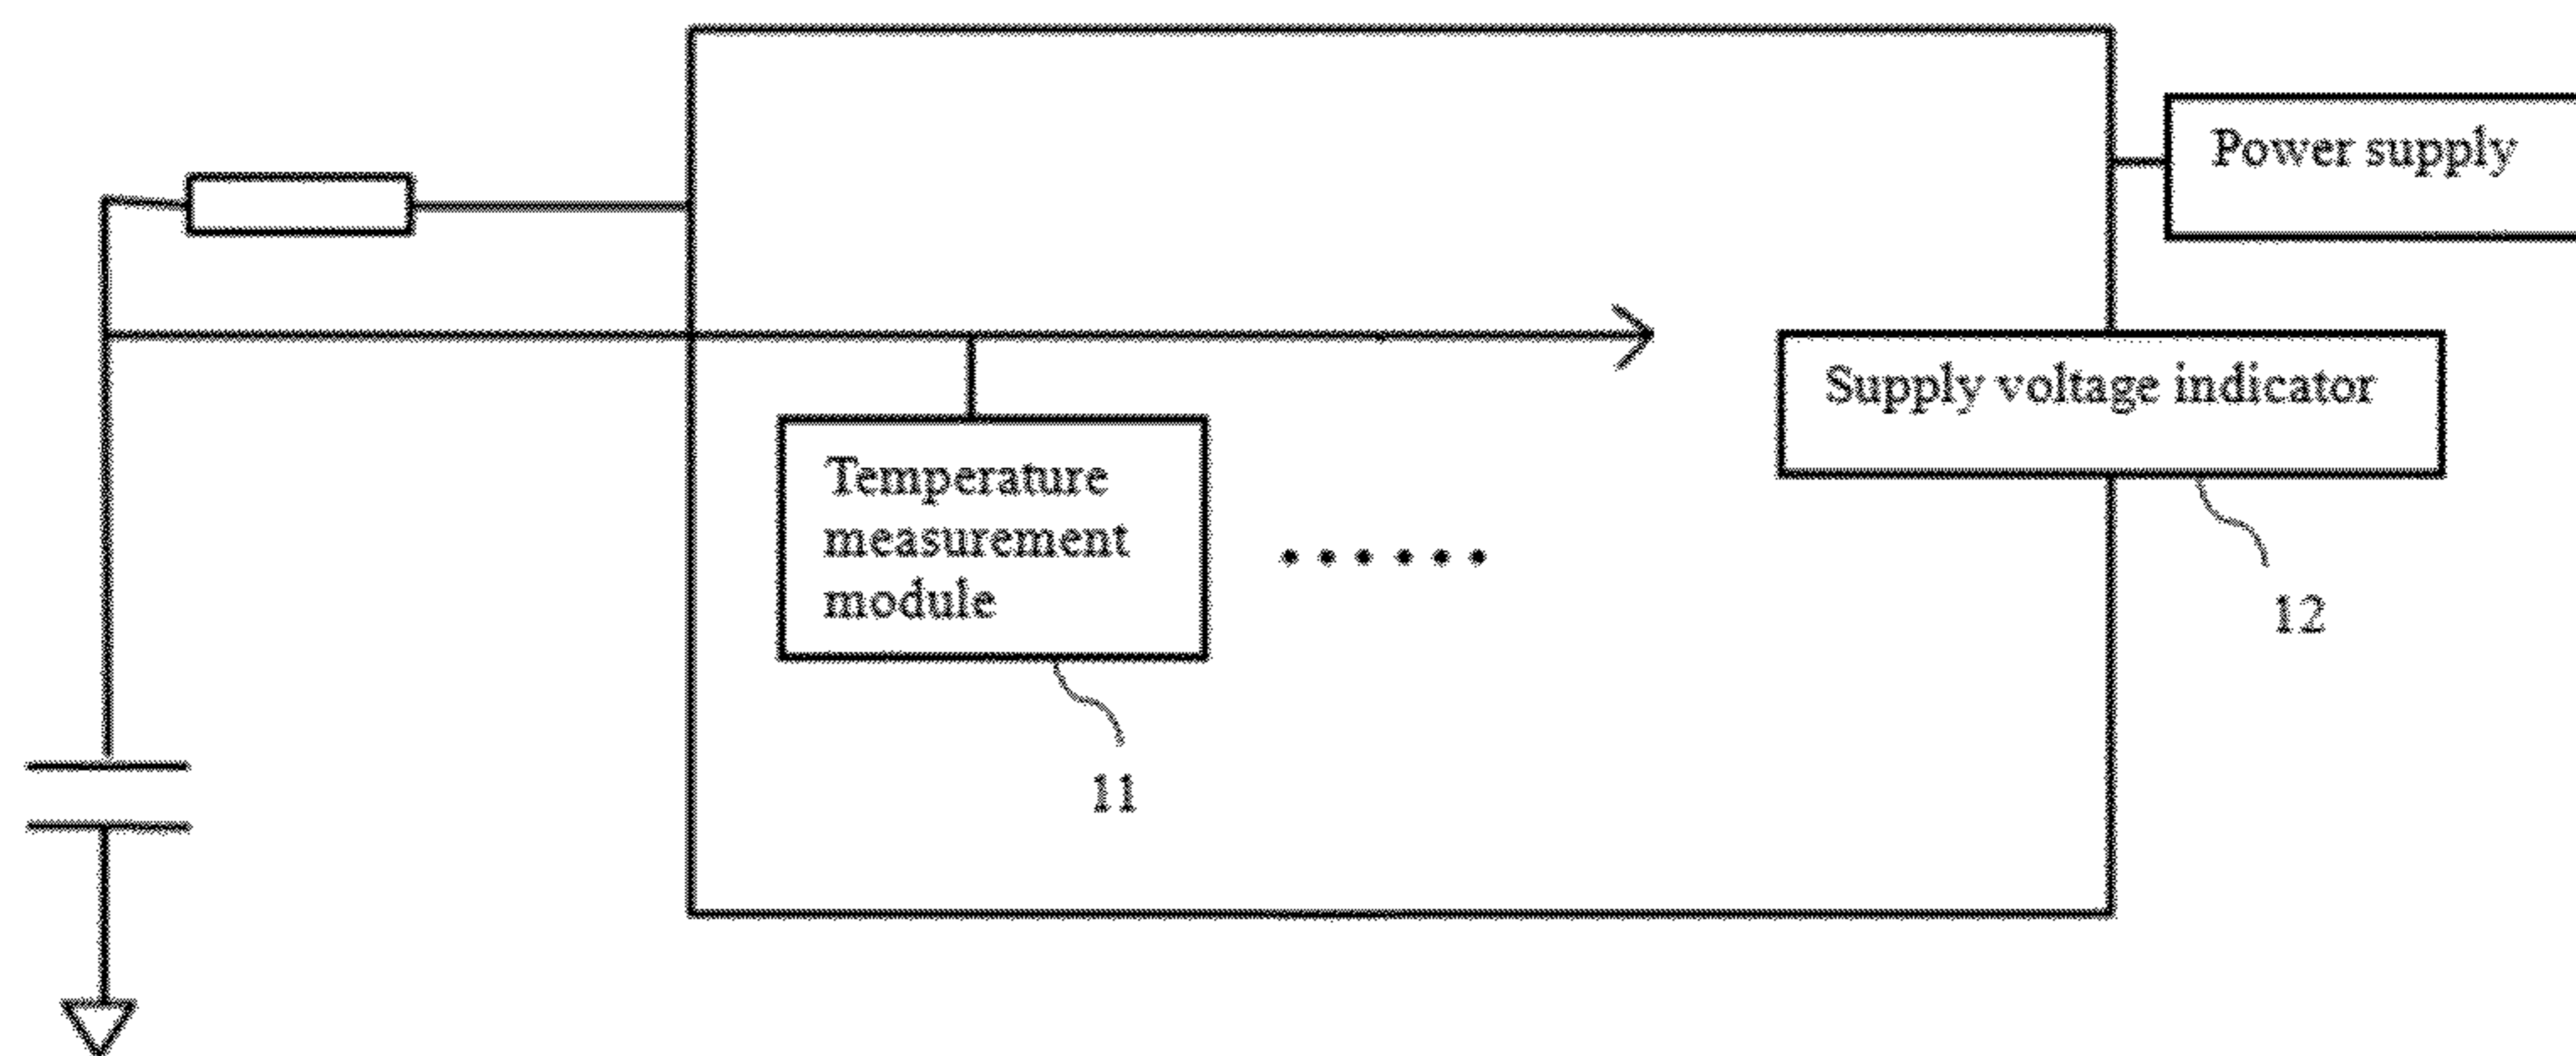 Power supply
Supply voltage indicator
Temperature
measurement
module
12
11